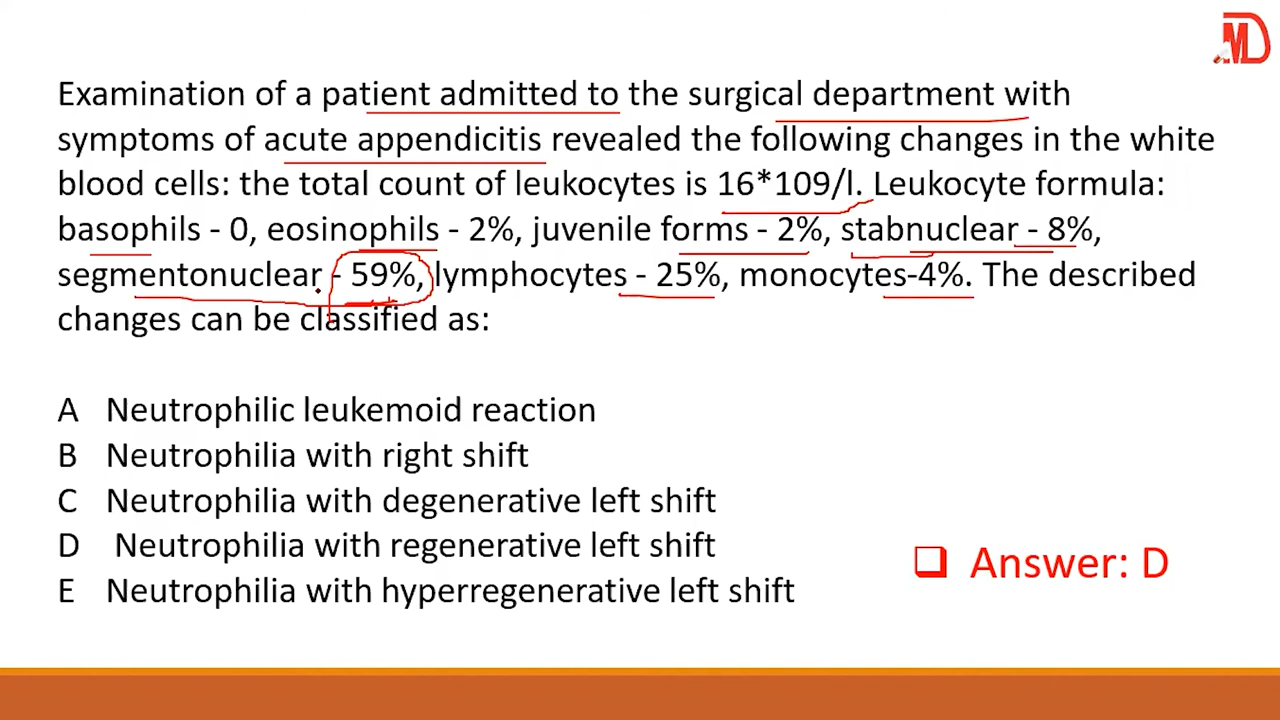 MD
Examination of a patient admitted to the surgical department with
symptoms of acute appendicitis revealed the following changes in the white
blood cells: the total count of leukocytes is 16*109/l. Leukocyte formula:
basophils - 0, eosinophils - 2%, juvenile forms - 2%, stabnuclear - 8%,
segmentonuclear - 59%, lymphocytes - 25%, monocytes-4%. The described
changes can be classified as:
A Neutrophilic leukemoid reaction
B Neutrophilia with right shift
C Neutrophilia with degenerative left shift
D Neutrophilia with regenerative left shift
E Neutrophilia with hyperregenerative left shift
Answer: D